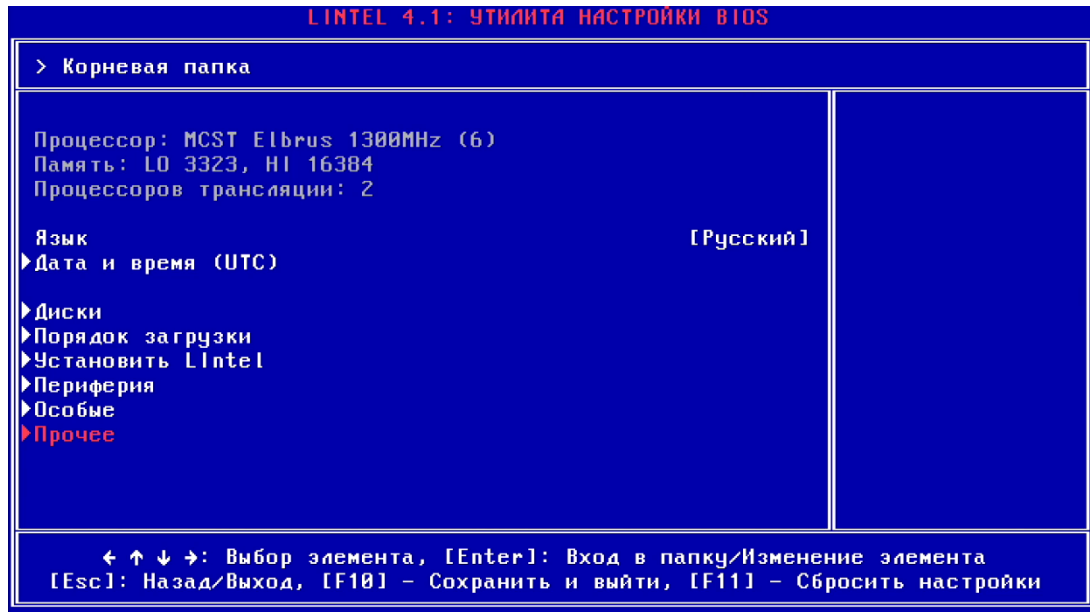 LINTEL 4.1: УТИЛИТА НАСТРОЙКИ BIOS
> Корневая папка
Процессор: MCST Elbrus 1300MHz (6)
Память: LO 3323, HI 16384
Процессоров трансляции: 2
Язык [Русский]
Дата и время (UTC)
Диски
Порядок загрузки
Установить LIntel
Периферия
Особые
Прочее
← ↑ ↓ →: Выбор элемента, [Enter]: Вход в папку/Изменение элемента
[Esc]: Назад/Выход, [F10] - Сохранить и выйти, [F11] - Сбросить настройки